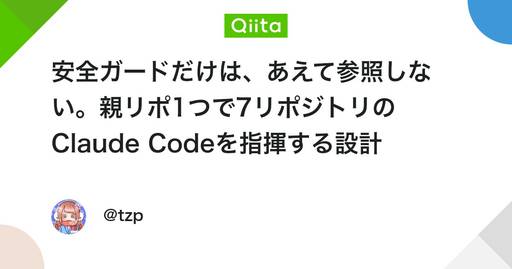 Qiita
安全ガードだけは、あえて参照しな
い。親リポ1つで7リポジトリの
Claude Codeを指揮する設計
@tzp